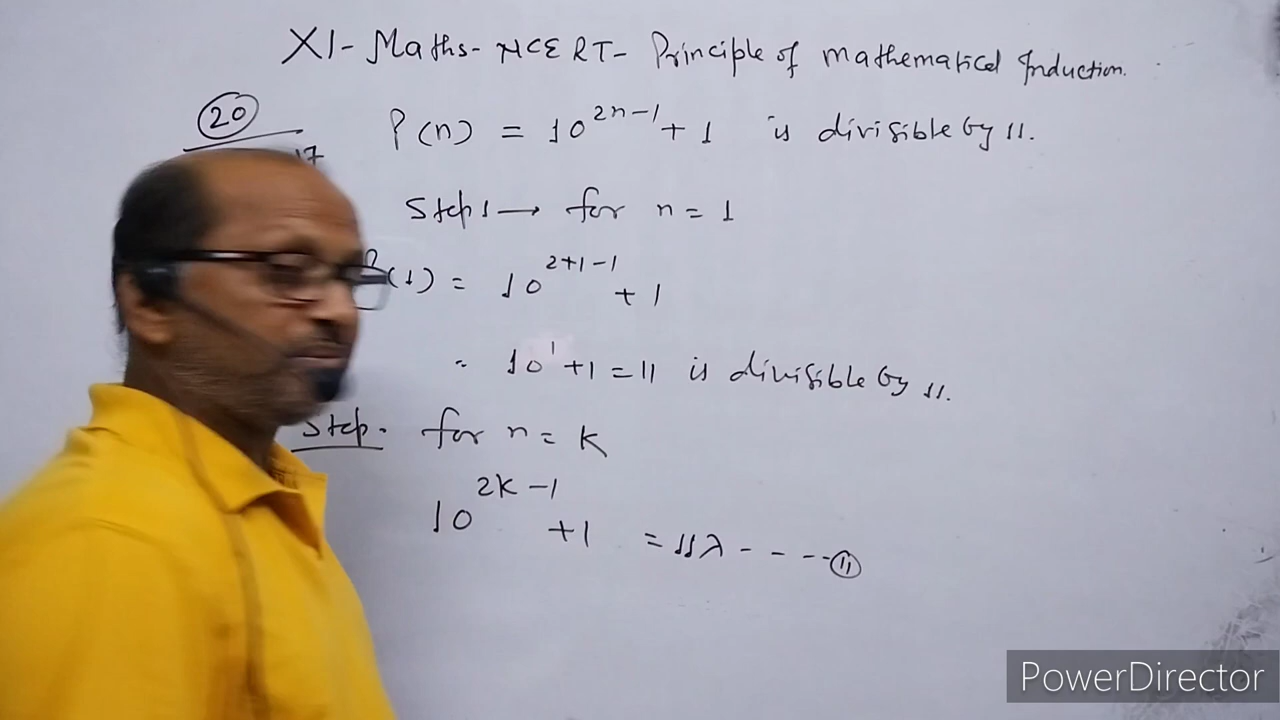 XI- Maths- NCERT- Principle of mathematical Induction.
20
17
P(n) = 10^{2n-1} + 1 is divisible by 11.
Step 1 → for n = 1
P(1) = 10^{2+1-1} + 1
= 10^1 + 1 = 11 is divisible by 11.
Step. for n = K
10^{2K-1} + 1 = 11λ - - - - (11)
PowerDirector